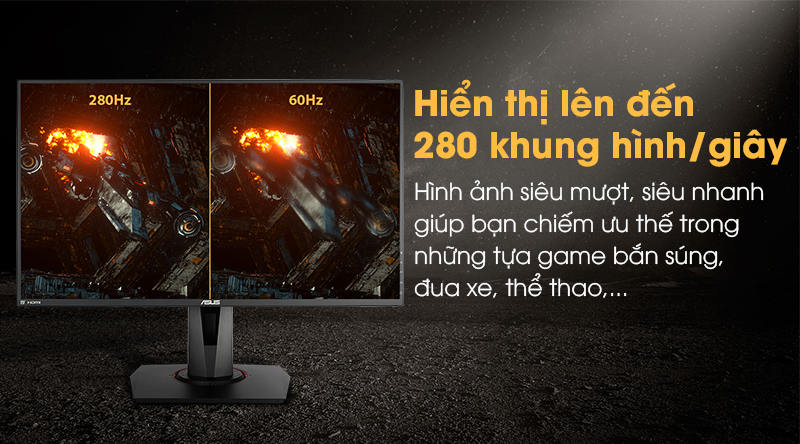 280Hz
60Hz
Hiển thị lên đến
280 khung hình/giây
Hình ảnh siêu mượt, siêu nhanh
giúp bạn chiếm ưu thế trong
những tựa game bắn súng,
đua xe, thể thao,...
HDMI
ASUS